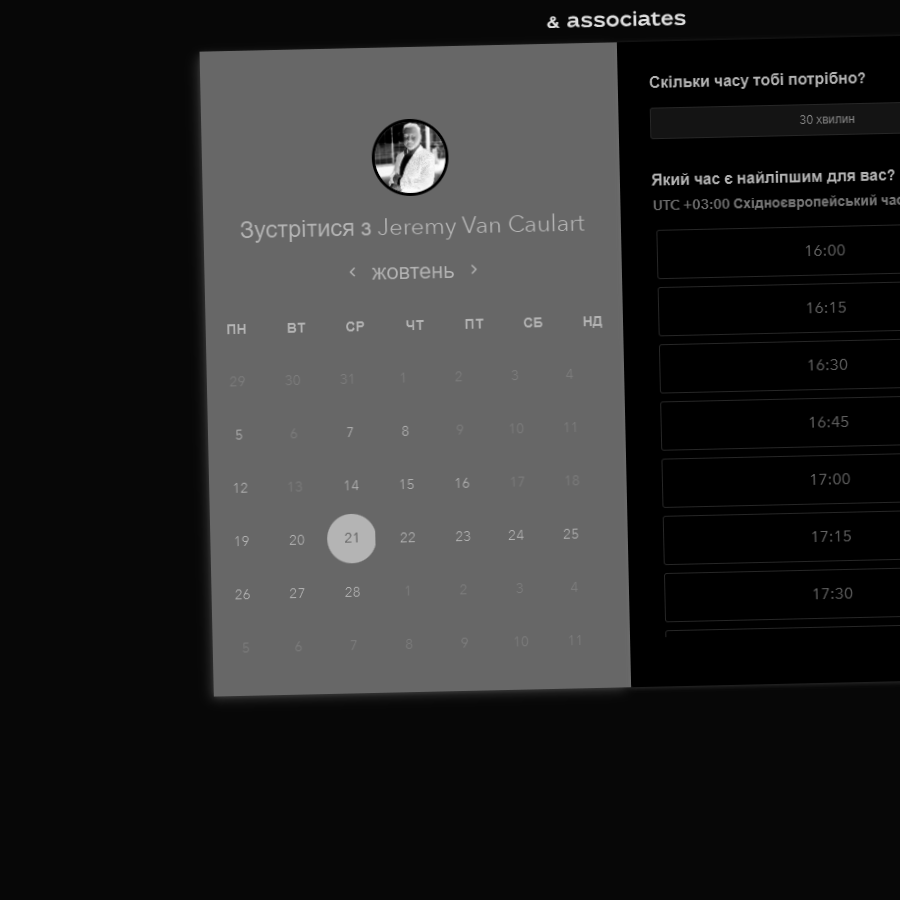 & associates
Зустрітися з Jeremy Van Caulart
‹ жовтень ›
ПН ВТ СР ЧТ ПТ СБ НД
29 30 31 1 2 3 4
5 6 7 8 9 10 11
12 13 14 15 16 17 18
19 20 21 22 23 24 25
26 27 28 1 2 3 4
5 6 7 8 9 10 11
Скільки часу тобі потрібно?
30 хвилин
Який час є найліпшим для вас?
UTC +03:00 Східноєвропейський
16:00
16:15
16:30
16:45
17:00
17:15
17:30